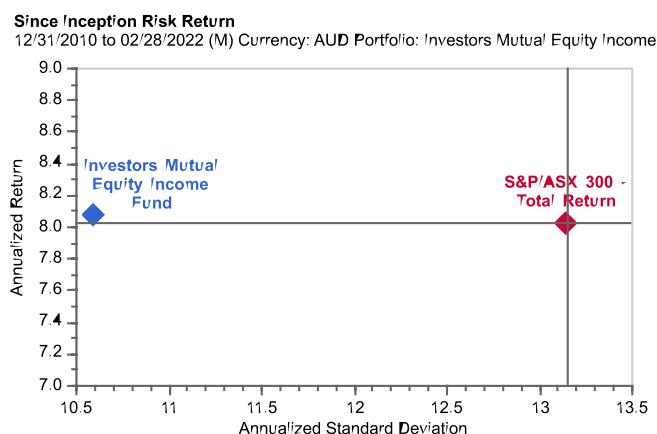 Since Inception Risk Return
12/31/2010 to 02/28/2022 (M) Currency: AUD Portfolio: Investors Mutual Equity Income
9.0
8.8
8.6
8.4
8.2
8.0
7.8
7.6
7.4
7.2
7.0
Annualized Return
Investors Mutual
Equity Income
Fund
S&P/ASX 300 -
Total Return
10.5 11 11.5 12 12.5 13 13.5
Annualized Standard Deviation